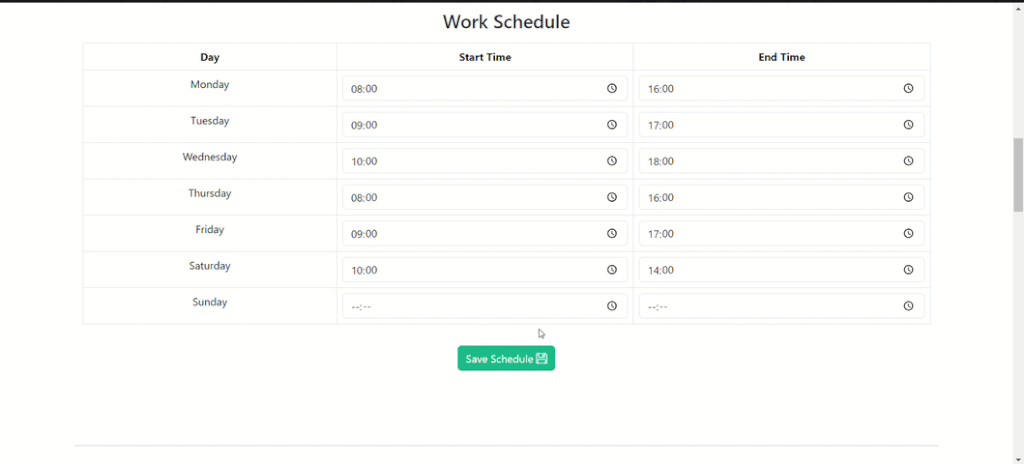 Work Schedule
Day Start Time End Time
Monday 08:00 16:00
Tuesday 09:00 17:00
Wednesday 10:00 18:00
Thursday 08:00 16:00
Friday 09:00 17:00
Saturday 10:00 14:00
Sunday --:-- --:--
Save Schedule